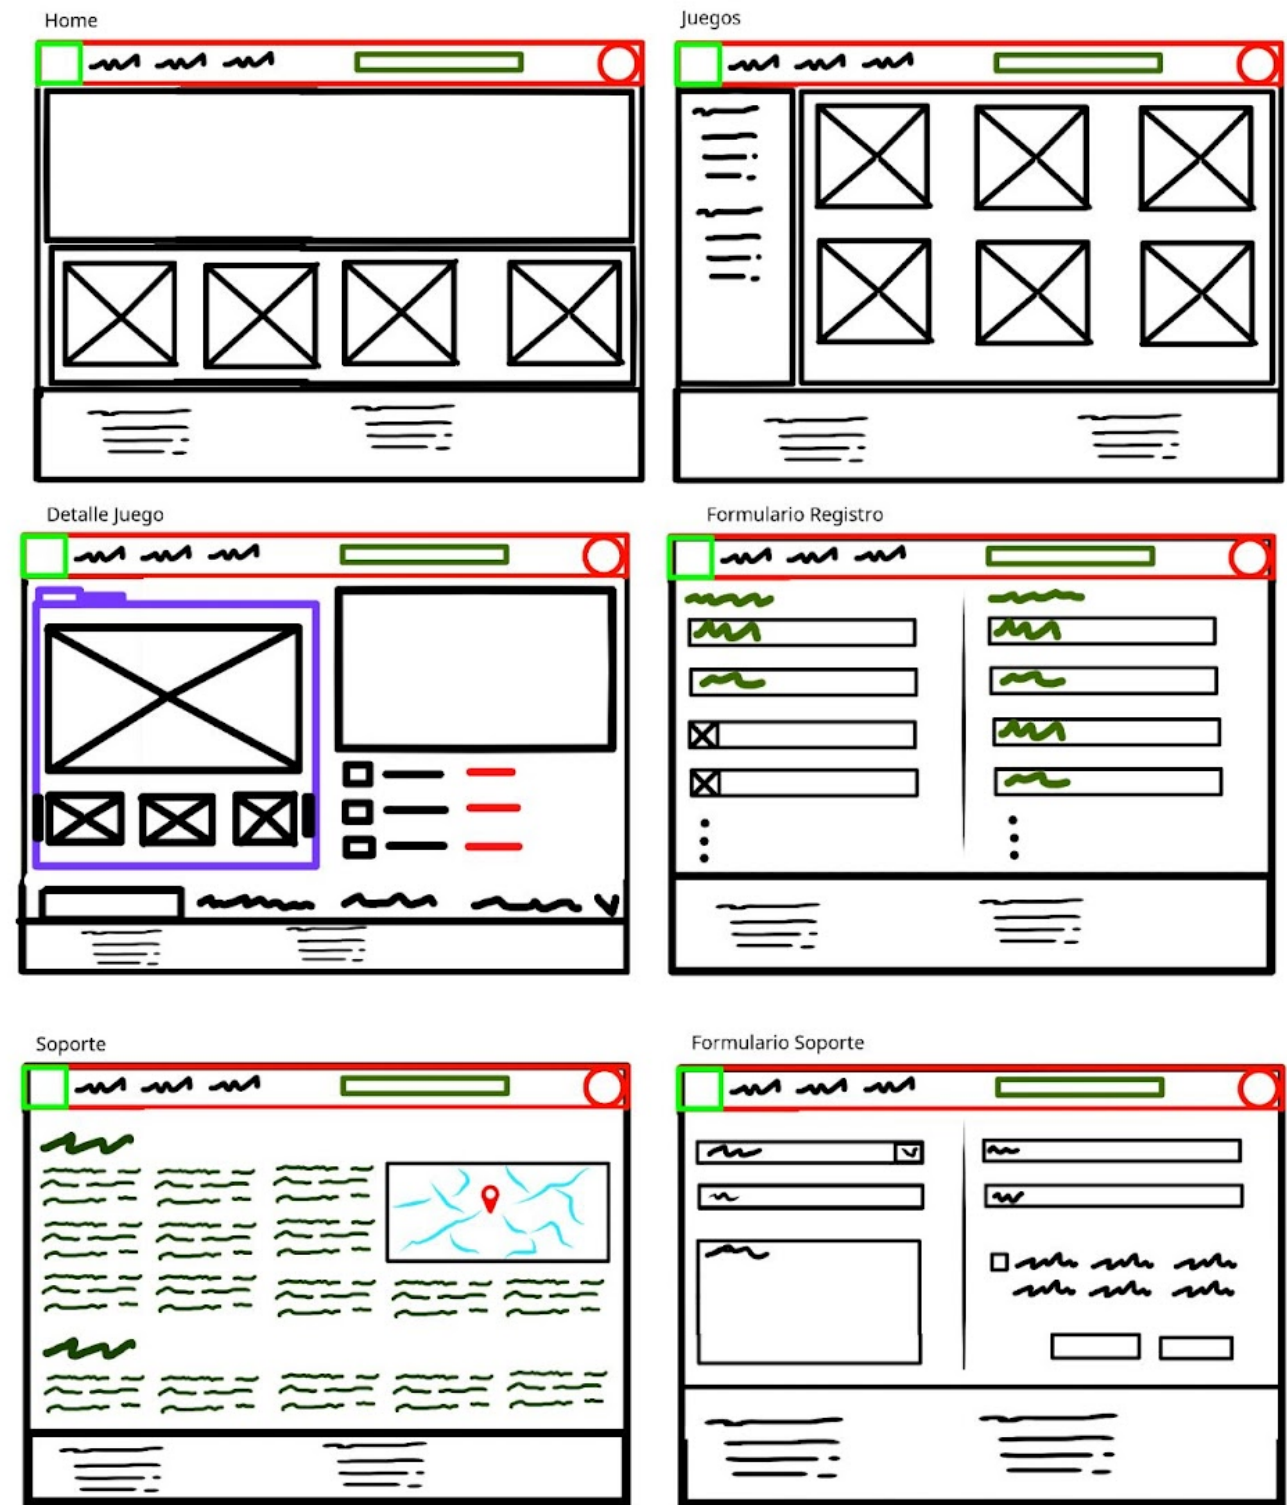 Home
Juegos
Detalle Juego
Formulario Registro
Soporte
Formulario Soporte